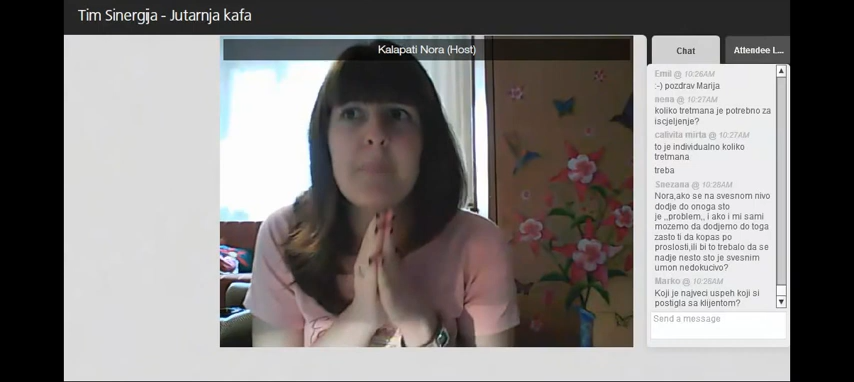 Tim Sinergija - Jutarnja kafa
Kalapati Nora (Host)
Chat
Attendee L...
Emil @ 10:26AM
:-) pozdrav Marija
nena @ 10:27AM
koliko tretmana je potrebno za
iscjeljenje?
calivita mirta @ 10:27AM
to je individualno koliko
tretmana
treba
Snezana @ 10:28AM
Nora,ako se na svesnom nivo
dodje do onoga sto
je ,,problem,, i ako i mi sami
mozemo da dodjemo do toga
zasto ti da kopas po
proslosti,ili bi to trebalo da se
nadje nesto sto je svesnim
umon nedokucivo?
Marko @ 10:28AM
Koji je najveci uspeh koji si
postigla sa klijentom?
Send a message